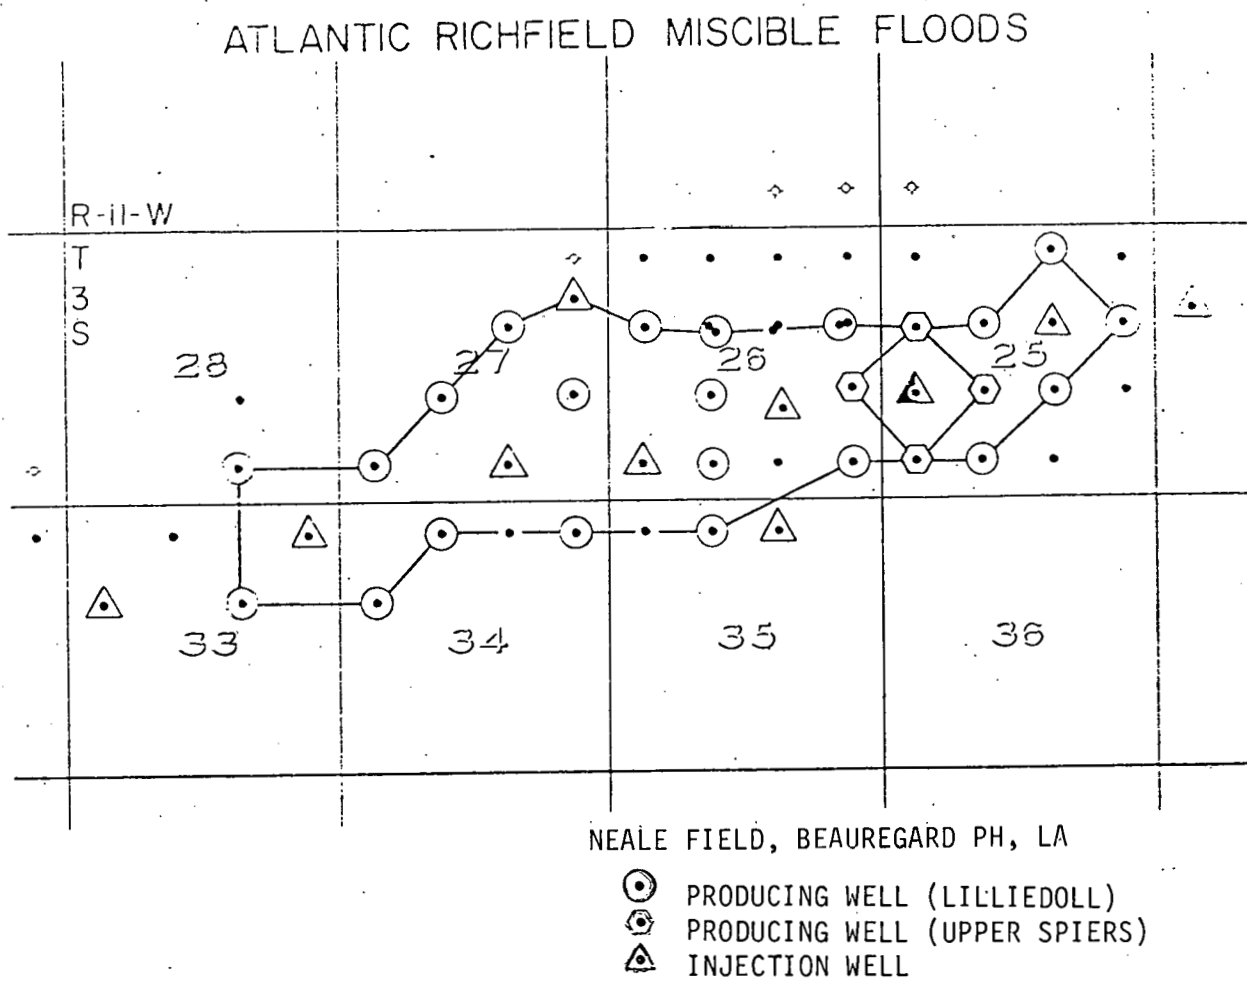 ATLANTIC RICHFIELD MISCIBLE FLOODS
R-11-W
T
3
S
28
27
26
25
33
34
35
36
NEALE FIELD, BEAUREGARD PH, LA
PRODUCING WELL (LILLIEDOLL)
PRODUCING WELL (UPPER SPIERS)
INJECTION WELL